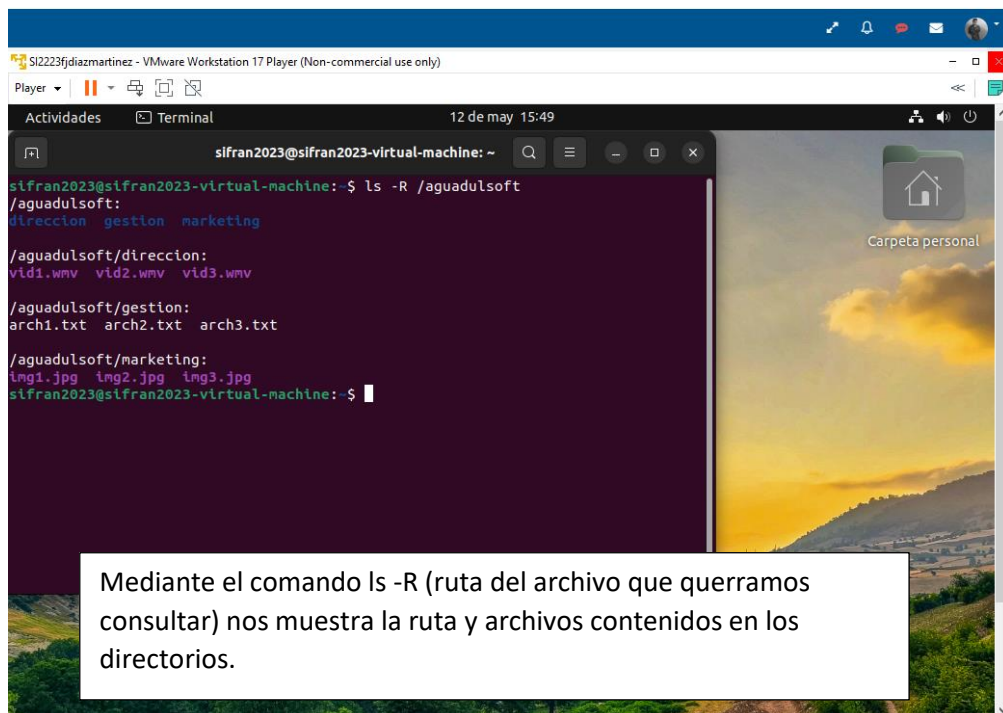 SI2223fjdiazmartinez - VMware Workstation 17 Player (Non-commercial use only)
Player
Actividades Terminal 12 de may 15:49
sifran2023@sifran2023-virtual-machine: ~
sifran2023@sifran2023-virtual-machine:~$ ls -R /aguadulsoft
/aguadulsoft:
direccion gestion marketing
/aguadulsoft/direccion:
vid1.wmv vid2.wmv vid3.wmv
/aguadulsoft/gestion:
arch1.txt arch2.txt arch3.txt
/aguadulsoft/marketing:
img1.jpg img2.jpg img3.jpg
sifran2023@sifran2023-virtual-machine:~$
Carpeta personal
Mediante el comando ls -R (ruta del archivo que querramos
consultar) nos muestra la ruta y archivos contenidos en los
directorios.